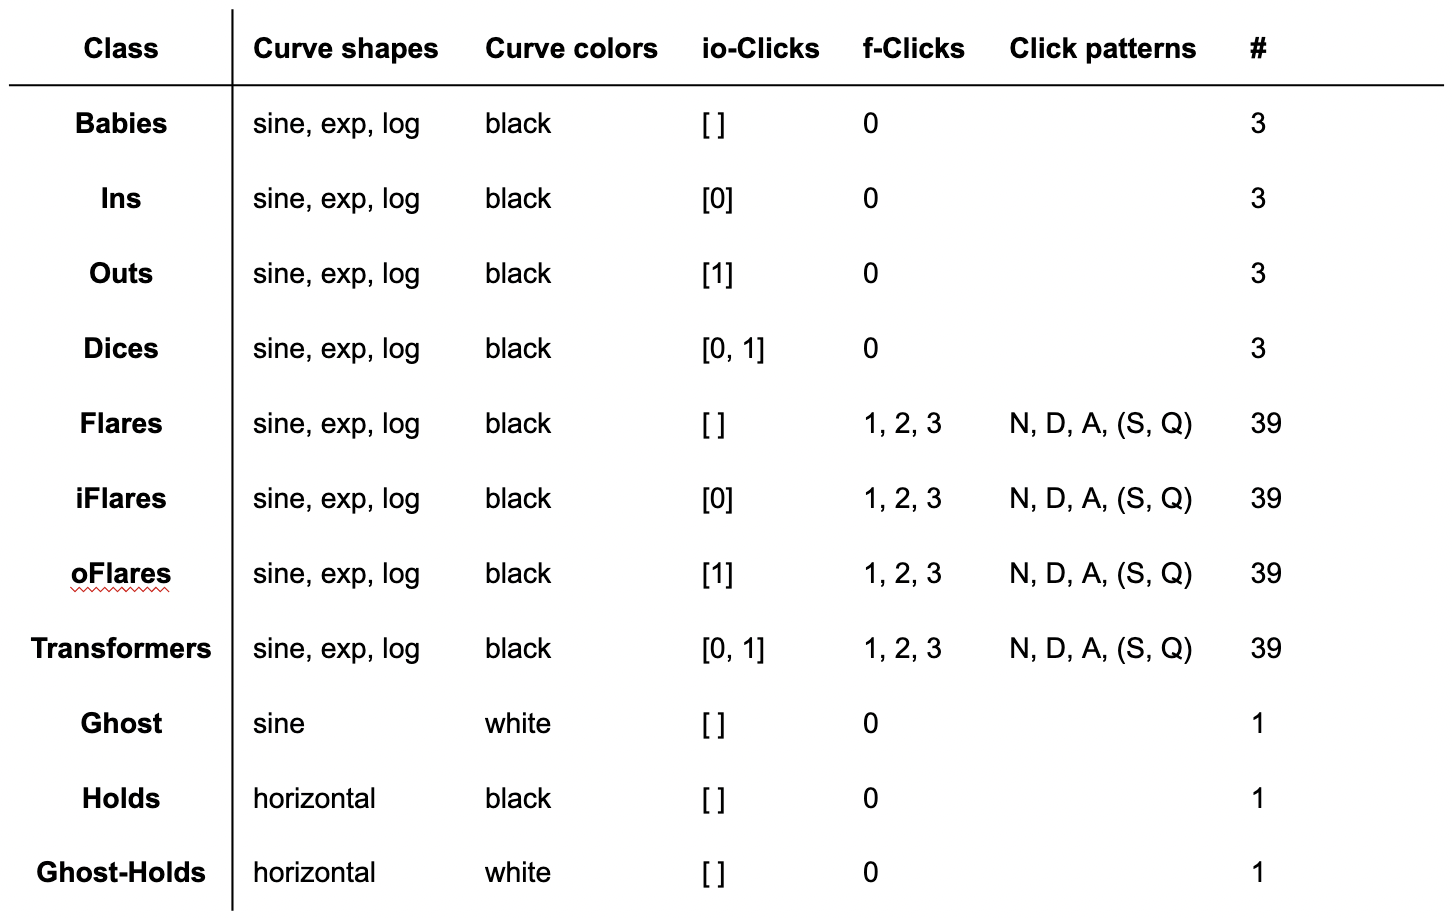 Class Curve shapes Curve colors io-Clicks f-Clicks Click patterns #
Babies sine, exp, log black [ ] 0 3
Ins sine, exp, log black [0] 0 3
Outs sine, exp, log black [1] 0 3
Dices sine, exp, log black [0, 1] 0 3
Flares sine, exp, log black [ ] 1, 2, 3 N, D, A, (S, Q) 39
iFlares sine, exp, log black [0] 1, 2, 3 N, D, A, (S, Q) 39
oFlares sine, exp, log black [1] 1, 2, 3 N, D, A, (S, Q) 39
Transformers sine, exp, log black [0, 1] 1, 2, 3 N, D, A, (S, Q) 39
Ghost sine white [ ] 0 1
Holds horizontal black [ ] 0 1
Ghost-Holds horizontal white [ ] 0 1